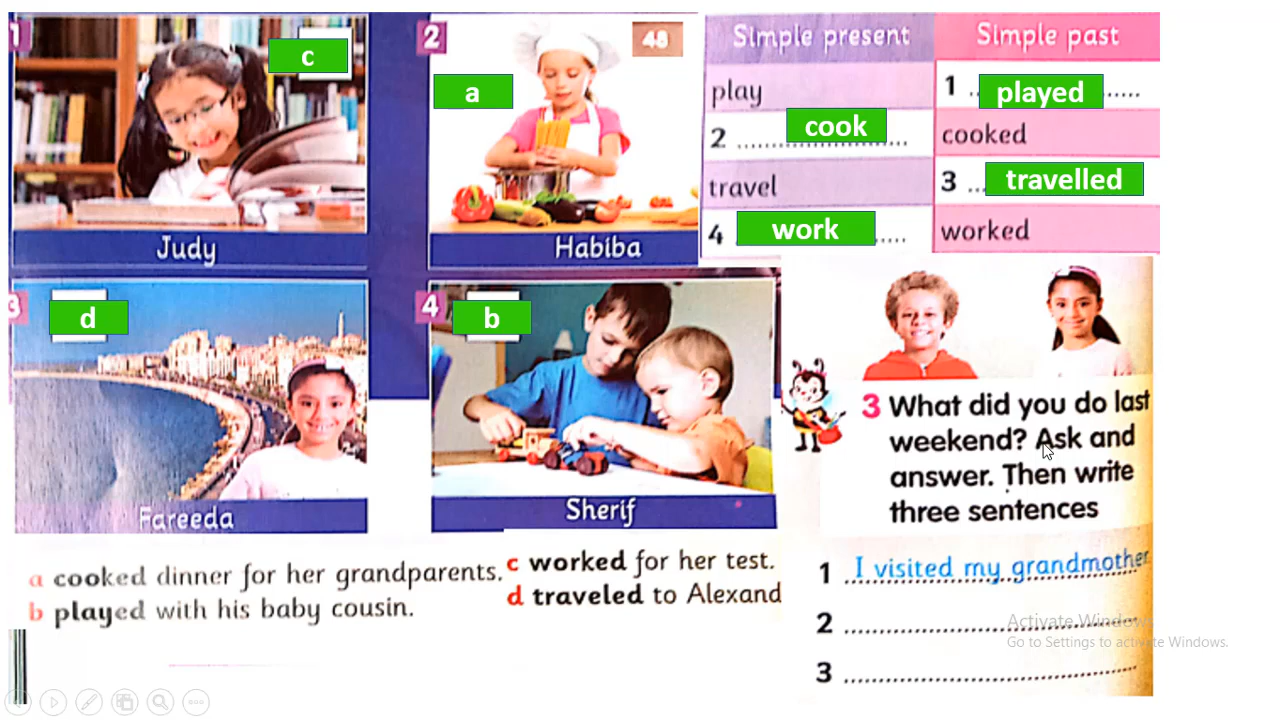 1
c
Judy
2
48
a
Habiba
3
d
Fareeda
4
b
Sherif
a cooked dinner for her grandparents.
b played with his baby cousin.
c worked for her test.
d traveled to Alexand
Simple present Simple past
play 1 played
2 cook cooked
travel 3 travelled
4 work worked
3 What did you do last
weekend? Ask and
answer. Then write
three sentences
1 I visited my grandmother
2
3
Activate Windows
Go to Settings to activate Windows.